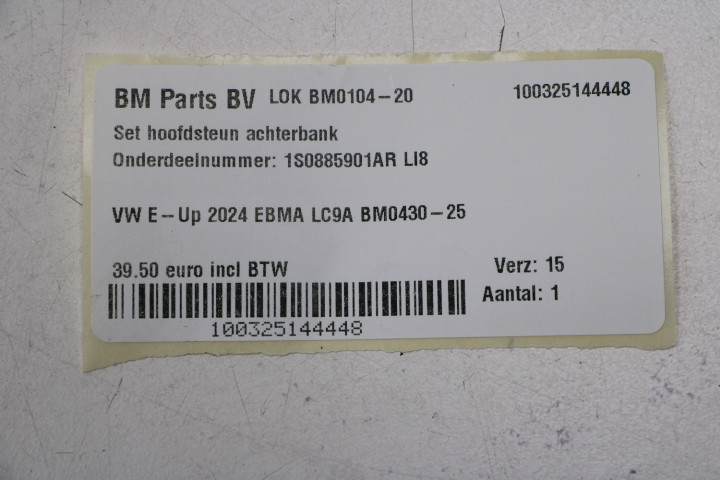 BM Parts BV LOK BM0104-20 100325144448
Set hoofdsteun achterbank
Onderdeelnummer: 1S0885901AR LI8
VW E-Up 2024 EBMA LC9A BM0430-25
39.50 euro incl BTW Verz: 15
Aantal: 1
100325144448